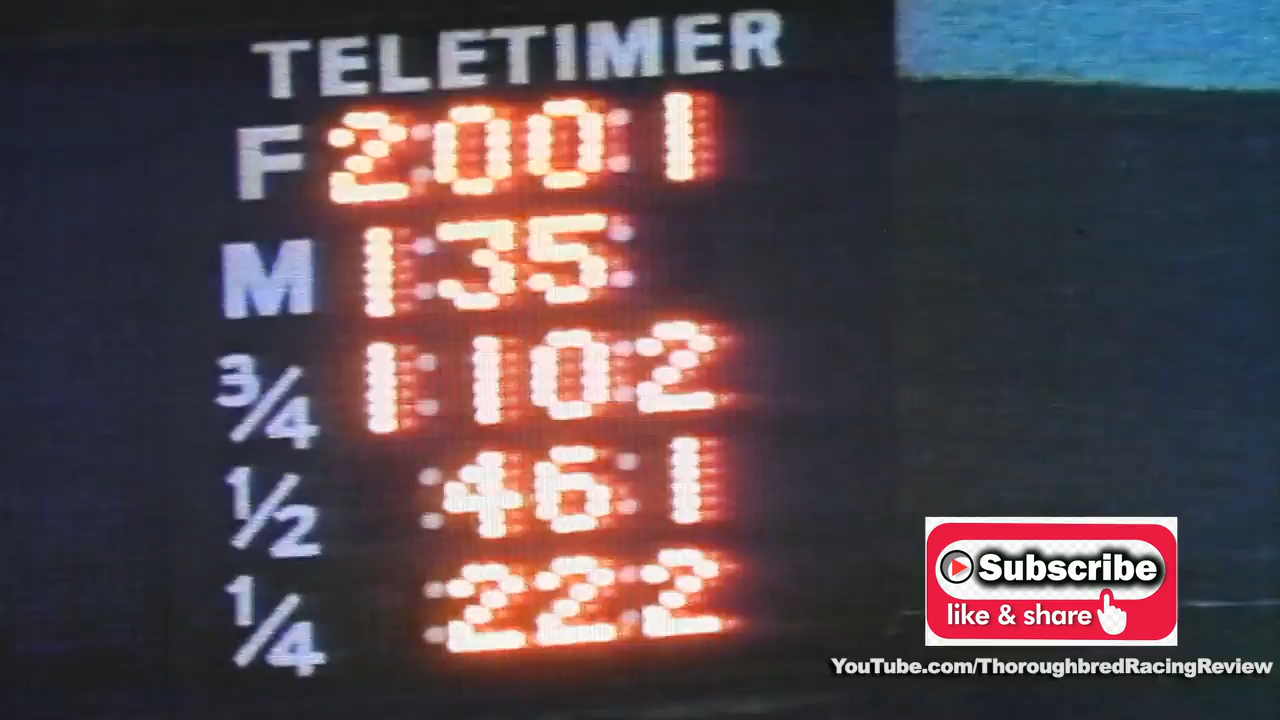 TELETIMER
F 2:00:1
M 1:35:
3/4 1:10:2
1/2 :46:1
1/4 :22:2
Subscribe
like & share
YouTube.com/ThoroughbredRacingReview